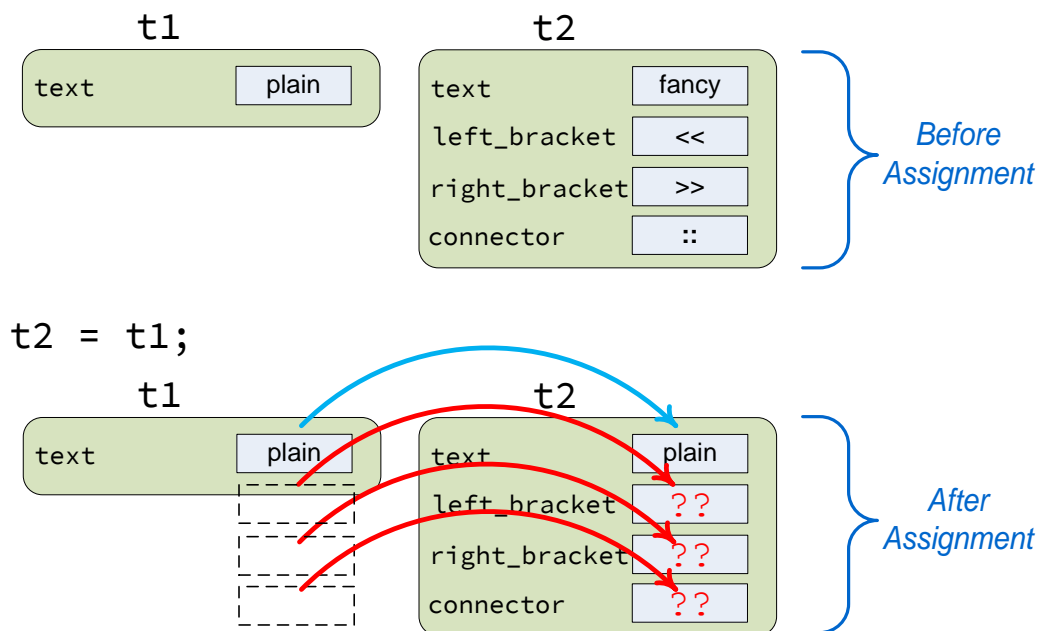 t1 t2
text plain text fancy
left_bracket <<
right_bracket >>
connector ::
Before
Assignment
t2 = t1;
t1 t2
text plain text plain
left_bracket ??
right_bracket ??
connector ??
After
Assignment